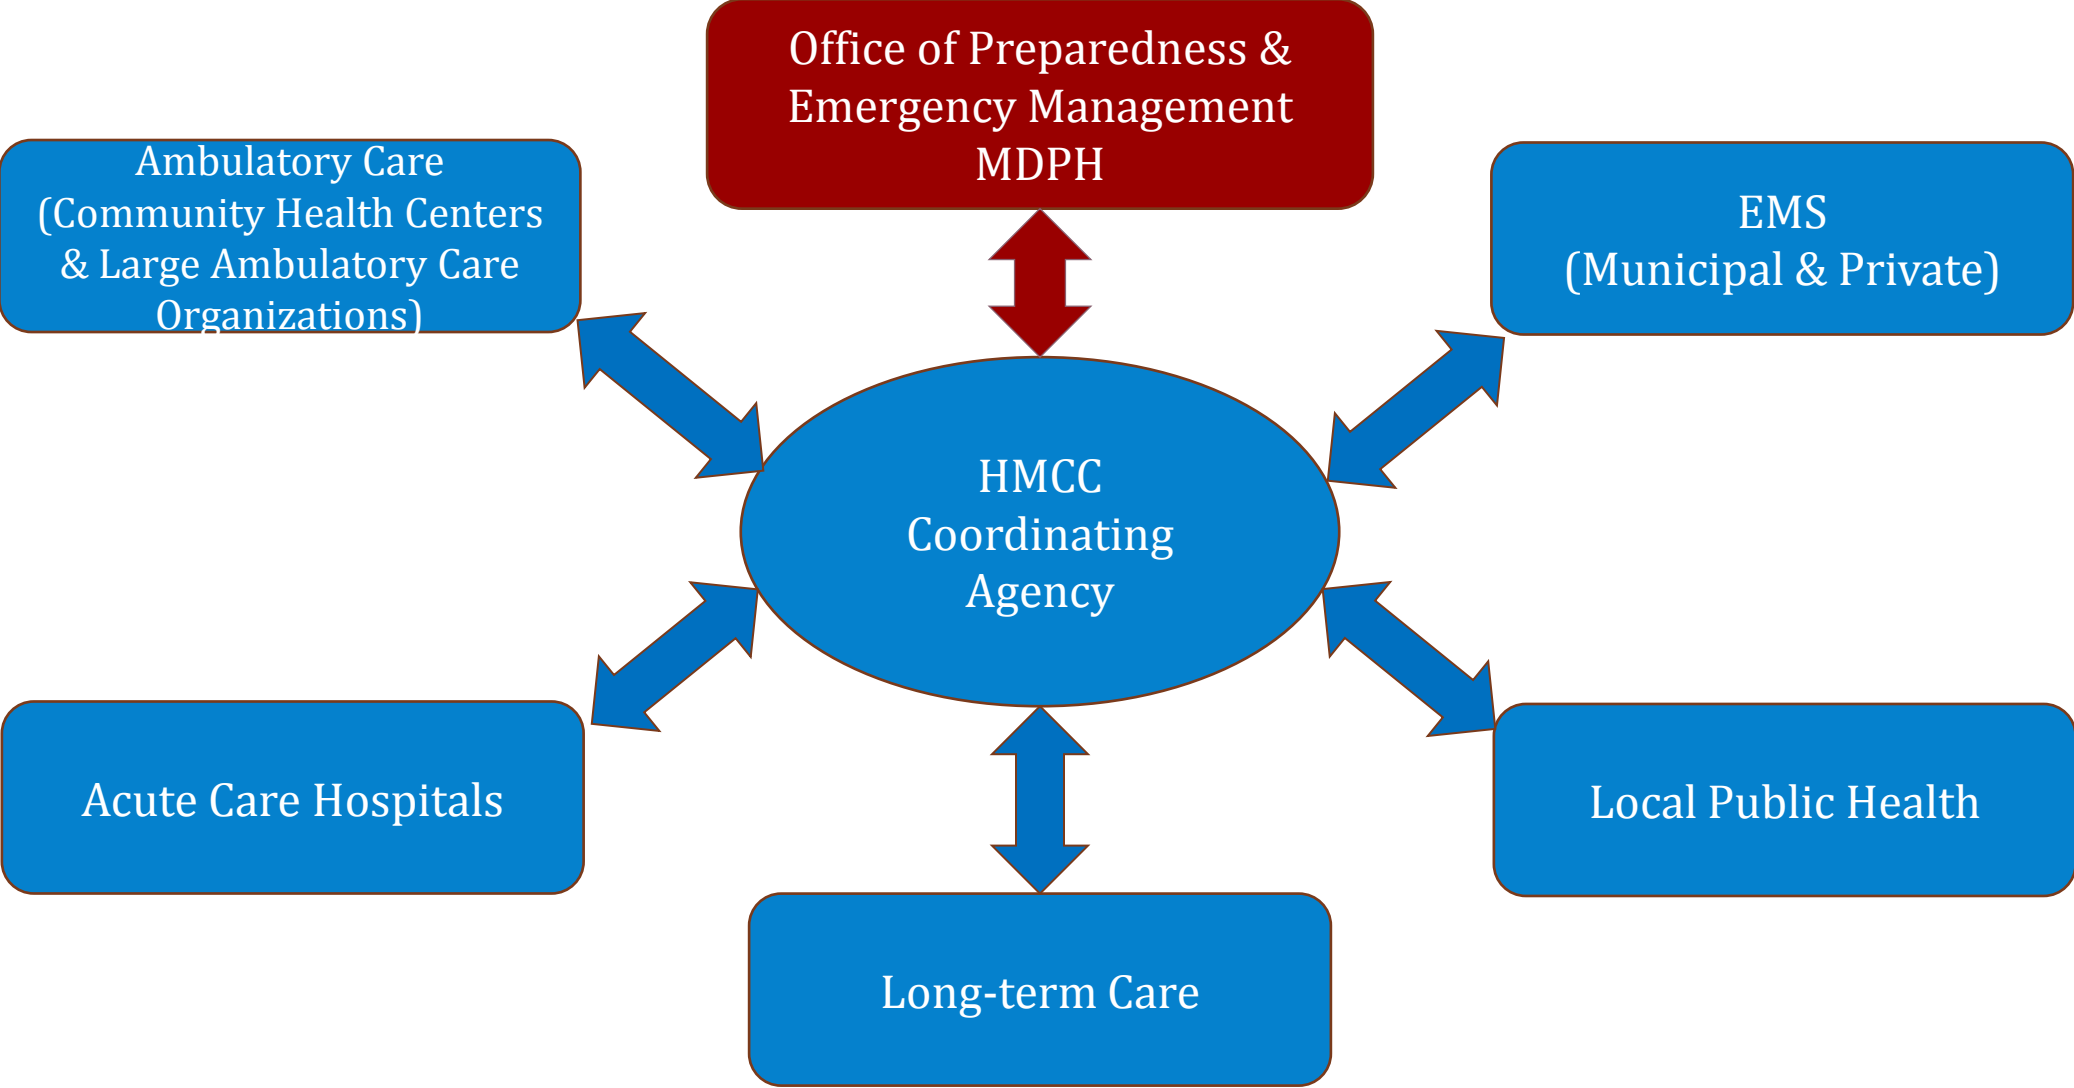 Office of Preparedness &
Emergency Management
MDPH
Ambulatory Care
(Community Health Centers
& Large Ambulatory Care
Organizations)
EMS
(Municipal & Private)
HMCC
Coordinating
Agency
Acute Care Hospitals
Local Public Health
Long-term Care